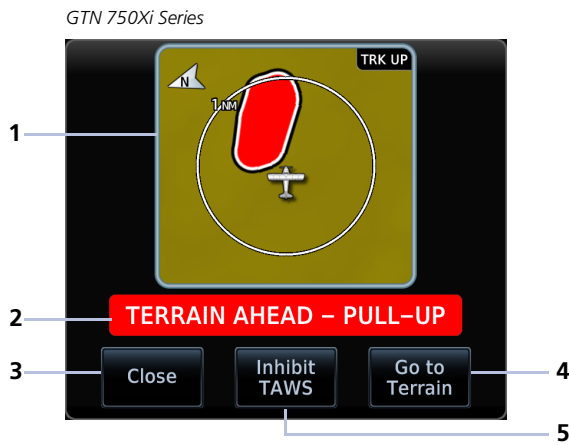 GTN 750Xi Series
TRK UP
N
1NM
1
TERRAIN AHEAD – PULL–UP
2
3
Close
Inhibit
TAWS
Go to
Terrain
4
5